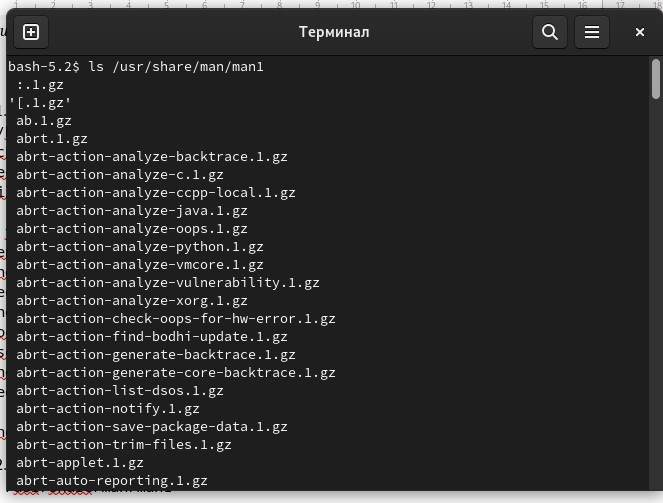 Терминал
bash-5.2$ ls /usr/share/man/man1
:.1.gz
'[.1.gz'
ab.1.gz
abrt.1.gz
abrt-action-analyze-backtrace.1.gz
abrt-action-analyze-c.1.gz
abrt-action-analyze-ccpp-local.1.gz
abrt-action-analyze-java.1.gz
abrt-action-analyze-oops.1.gz
abrt-action-analyze-python.1.gz
abrt-action-analyze-vmcore.1.gz
abrt-action-analyze-vulnerability.1.gz
abrt-action-analyze-xorg.1.gz
abrt-action-check-oops-for-hw-error.1.gz
abrt-action-find-bodhi-update.1.gz
abrt-action-generate-backtrace.1.gz
abrt-action-generate-core-backtrace.1.gz
abrt-action-list-dsos.1.gz
abrt-action-notify.1.gz
abrt-action-save-package-data.1.gz
abrt-action-trim-files.1.gz
abrt-applet.1.gz
abrt-auto-reporting.1.gz